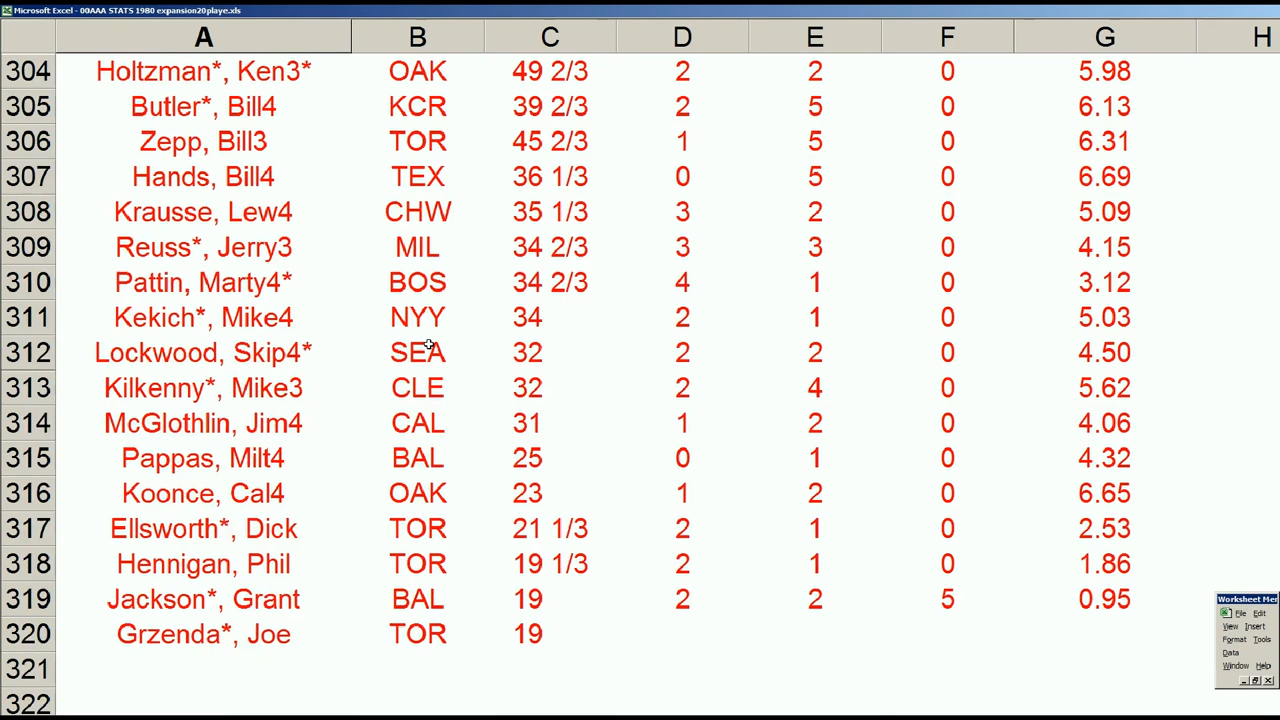 Microsoft Excel - 00AAA STATS 1980 expansion20playe.xls
A B C D E F G H
304 Holtzman*, Ken3* OAK 49 2/3 2 2 0 5.98
305 Butler*, Bill4 KCR 39 2/3 2 5 0 6.13
306 Zepp, Bill3 TOR 45 2/3 1 5 0 6.31
307 Hands, Bill4 TEX 36 1/3 0 5 0 6.69
308 Krausse, Lew4 CHW 35 1/3 3 2 0 5.09
309 Reuss*, Jerry3 MIL 34 2/3 3 3 0 4.15
310 Pattin, Marty4* BOS 34 2/3 4 1 0 3.12
311 Kekich*, Mike4 NYY 34 2 1 0 5.03
312 Lockwood, Skip4* SEA 32 2 2 0 4.50
313 Kilkenny*, Mike3 CLE 32 2 4 0 5.62
314 McGlothlin, Jim4 CAL 31 1 2 0 4.06
315 Pappas, Milt4 BAL 25 0 1 0 4.32
316 Koonce, Cal4 OAK 23 1 2 0 6.65
317 Ellsworth*, Dick TOR 21 1/3 2 1 0 2.53
318 Hennigan, Phil TOR 19 1/3 2 1 0 1.86
319 Jackson*, Grant BAL 19 2 2 5 0.95
320 Grzenda*, Joe TOR 19
321
322
Worksheet Mer
File Edit
View Insert
Format Tools
Data
Window Help